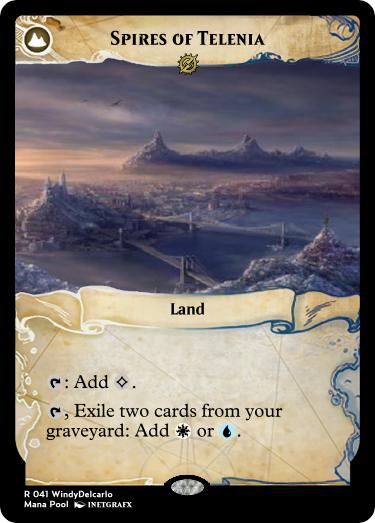 Spires of Telenia
Land
: Add .
, Exile two cards from your
graveyard: Add or .
R 041 WindyDelcarlo
Mana Pool INETGRAFX